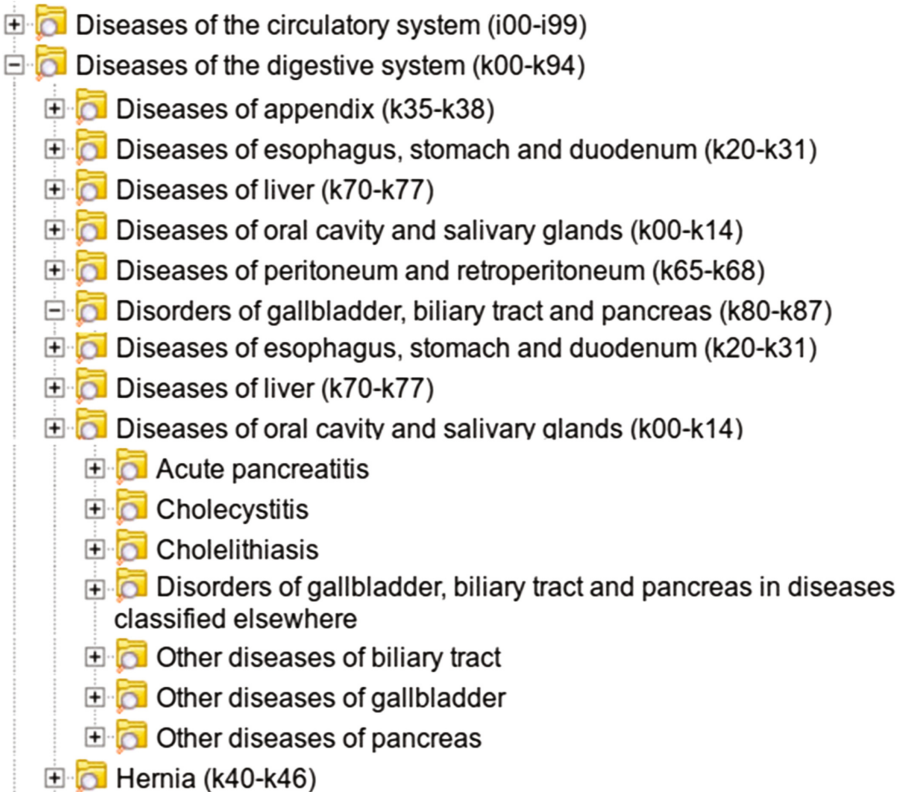 Diseases of the circulatory system (i00-i99)
Diseases of the digestive system (k00-k94)
Diseases of appendix (k35-k38)
Diseases of esophagus, stomach and duodenum (k20-k31)
Diseases of liver (k70-k77)
Diseases of oral cavity and salivary glands (k00-k14)
Diseases of peritoneum and retroperitoneum (k65-k68)
Disorders of gallbladder, biliary tract and pancreas (k80-k87)
Diseases of esophagus, stomach and duodenum (k20-k31)
Diseases of liver (k70-k77)
Diseases of oral cavity and salivary glands (k00-k14)
Acute pancreatitis
Cholecystitis
Cholelithiasis
Disorders of gallbladder, biliary tract and pancreas in diseases
classified elsewhere
Other diseases of biliary tract
Other diseases of gallbladder
Other diseases of pancreas
Hernia (k40-k46)